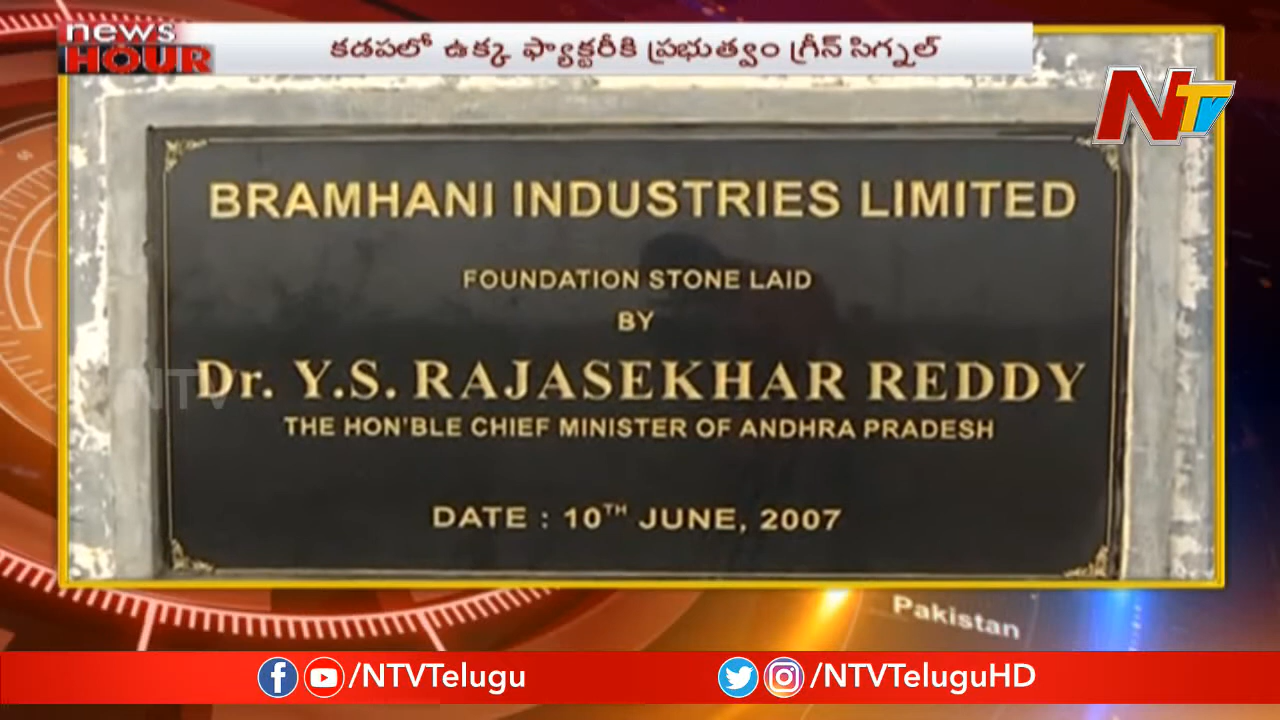 news
HOUR
కడపలో ఉక్క ఫ్యాక్టరీకి ప్రభుత్వం గ్రీన్ సిగ్నల్
NTV
BRAMHANI INDUSTRIES LIMITED
FOUNDATION STONE LAID
BY
NTV
Dr. Y.S. RAJASEKHAR REDDY
THE HON'BLE CHIEF MINISTER OF ANDHRA PRADESH
DATE : 10TH JUNE, 2007
Pakistan
/NTVTelugu
/NTVTeluguHD